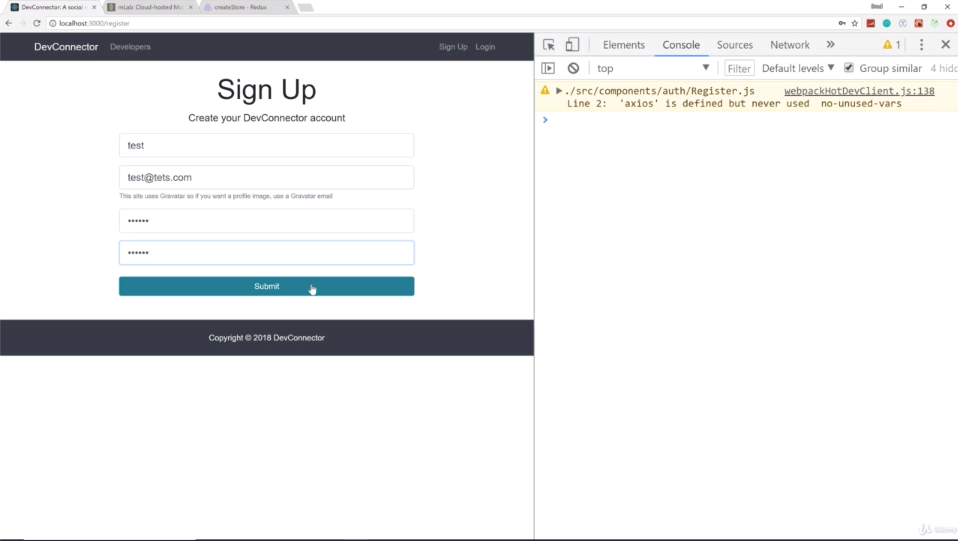 DevConnector: A social n
mLab: Cloud-hosted Mo
createStore - Redux
localhost:3000/register
DevConnector Developers Sign Up Login
Sign Up
Create your DevConnector account
test
test@tets.com
This site uses Gravatar so if you want a profile image, use a Gravatar email
••••••
••••••
Submit
Copyright © 2018 DevConnector
Elements Console Sources Network » 1
top Filter Default levels Group similar 4 hidd
./src/components/auth/Register.js webpackHotDevClient.js:138
Line 2: 'axios' is defined but never used no-unused-vars
Udemy